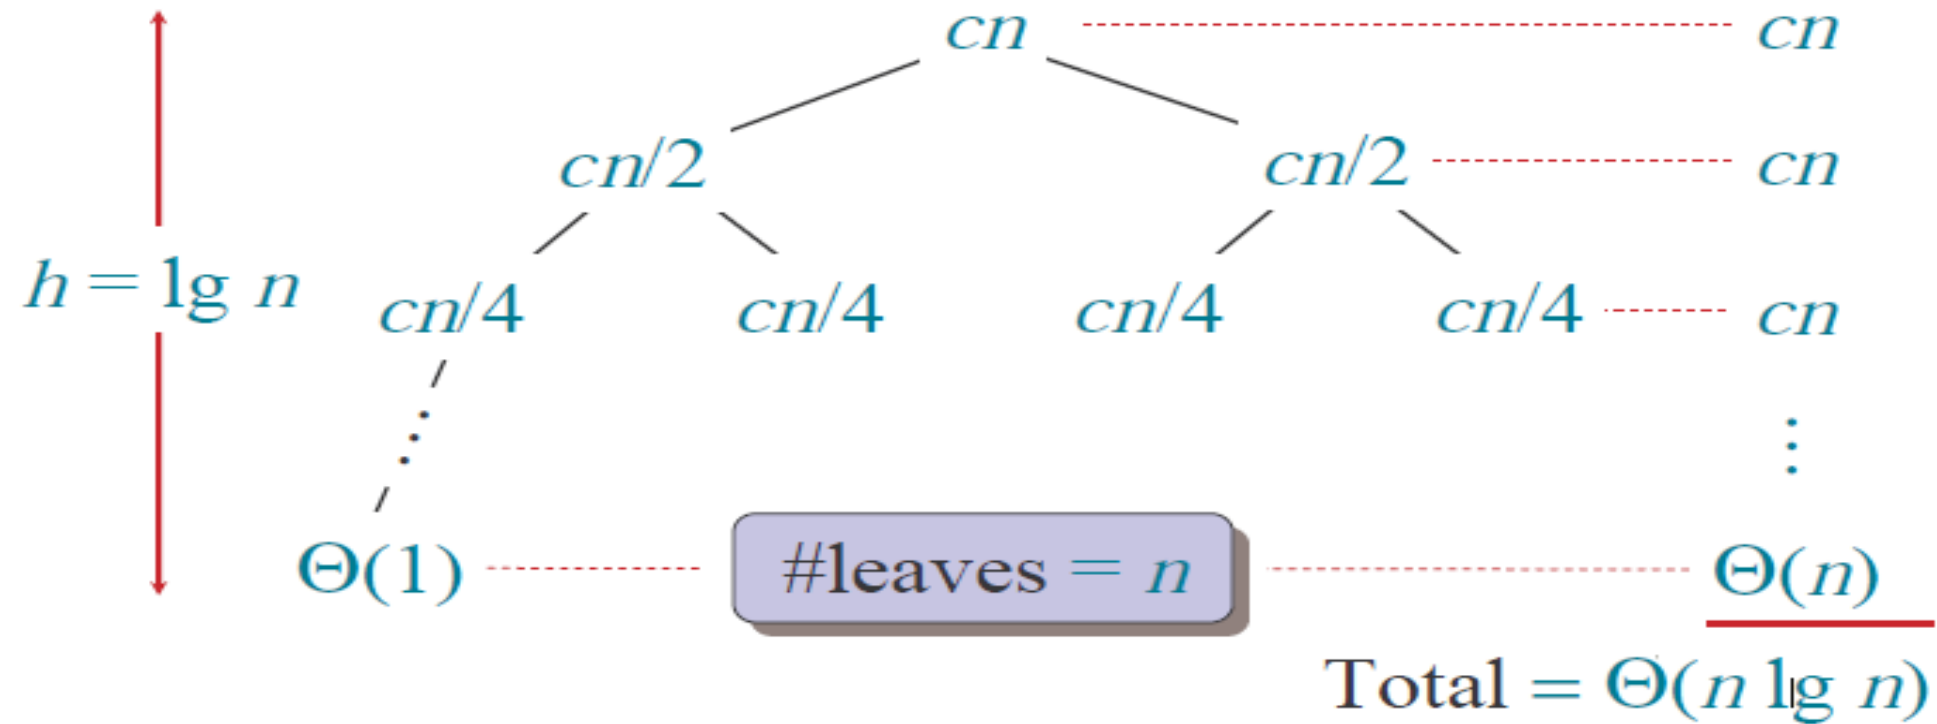 cn cn
cn/2 cn/2 cn
h = lg n cn/4 cn/4 cn/4 cn/4 cn
Θ(1) #leaves = n Θ(n)
Total = Θ(n lg n)